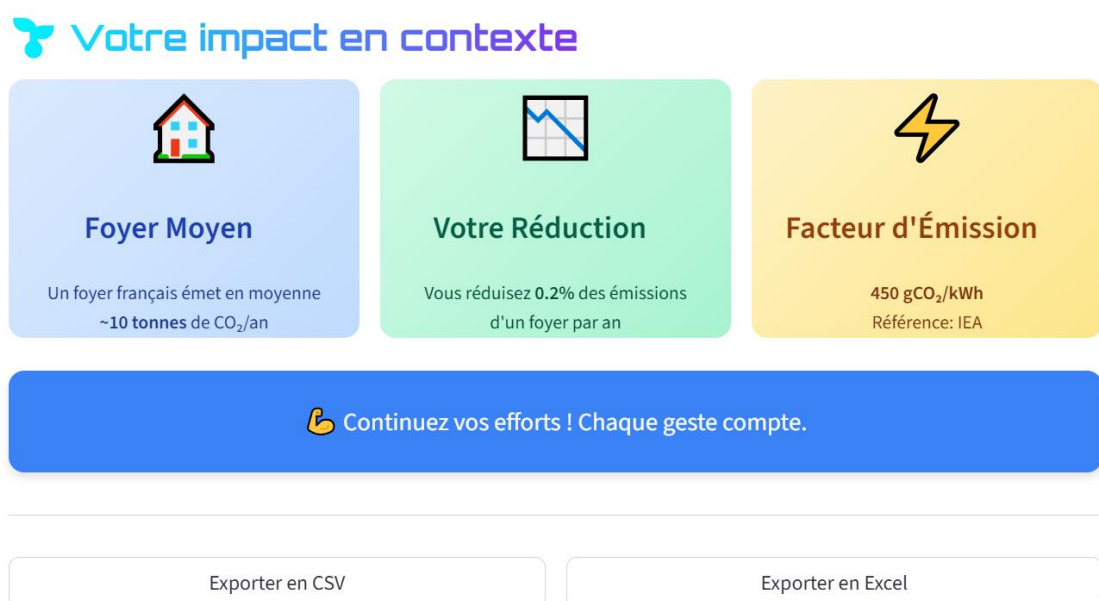 Votre impact en contexte
Foyer Moyen
Un foyer français émet en moyenne
~10 tonnes de CO₂/an
Votre Réduction
Vous réduisez 0.2% des émissions
d'un foyer par an
Facteur d'Émission
450 gCO₂/kWh
Référence: IEA
💪 Continuez vos efforts ! Chaque geste compte.
Exporter en CSV
Exporter en Excel